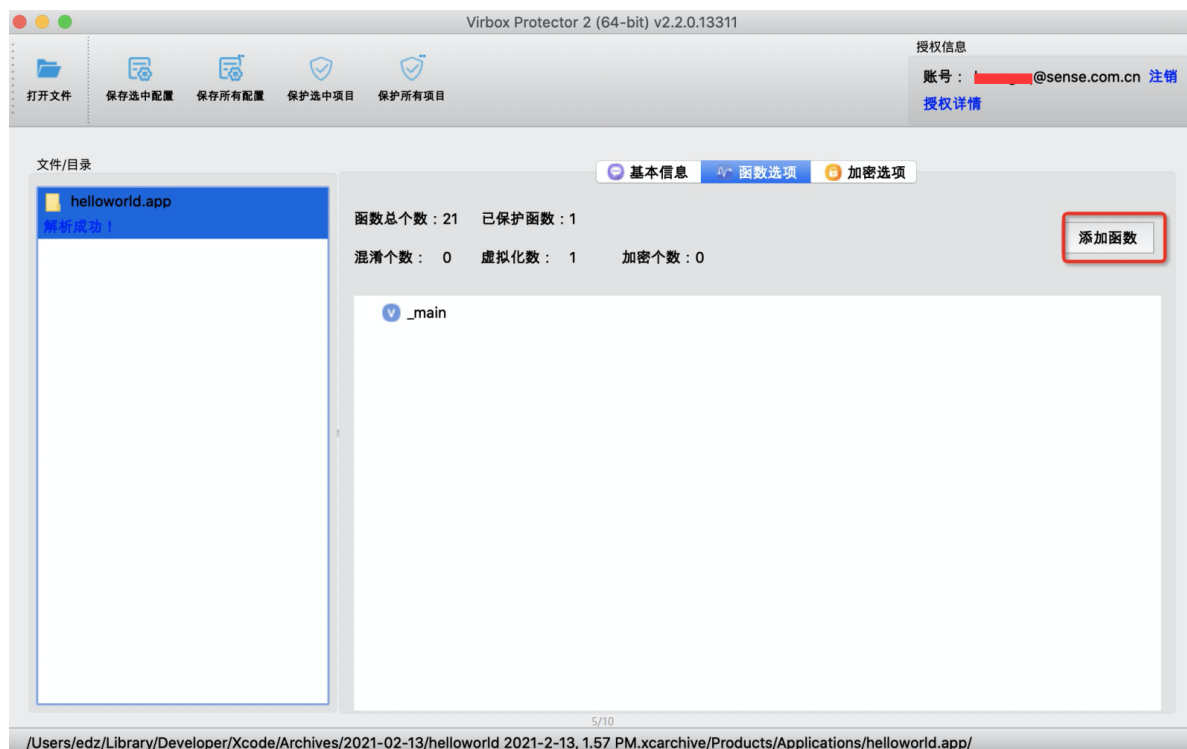 Virbox Protector 2 (64-bit) v2.2.0.13311
打开文件 保存选中配置 保存所有配置 保护选中项目 保护所有项目
授权信息
账号： @sense.com.cn 注销
授权详情
文件/目录
helloworld.app
解析成功！
基本信息 函数选项 加密选项
函数总个数：21 已保护函数：1
混淆个数： 0 虚拟化数： 1 加密个数：0
添加函数
V _main
5/10
/Users/edz/Library/Developer/Xcode/Archives/2021-02-13/helloworld 2021-2-13, 1.57 PM.xcarchive/Products/Applications/helloworld.app/